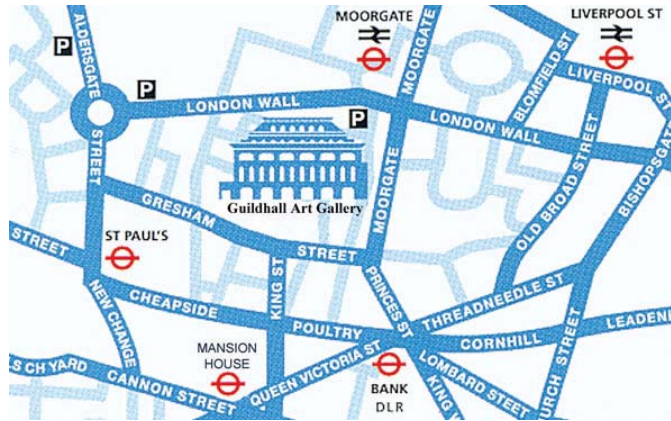 MOORGATE
LIVERPOOL ST
P
ALDERSGATE
STREET
P
LONDON WALL
P
MOORGATE
BLOMFIELD ST
LIVERPOOL ST
LONDON WALL
OLD BROAD STREET
BISHOPSGA
MOORGATE
Guildhall Art Gallery
GRESHAM
STREET
STREET
ST PAUL'S
KING ST
PRINCES ST
THREADNEEDLE ST
NEW CHANGE
CHEAPSIDE
POULTRY
CORNHILL
LEADEN
MANSION
HOUSE
S CH YARD
CANNON STREET
QUEEN VICTORIA ST
BANK
DLR
LOMBARD STEET
KING W
URCH STREET